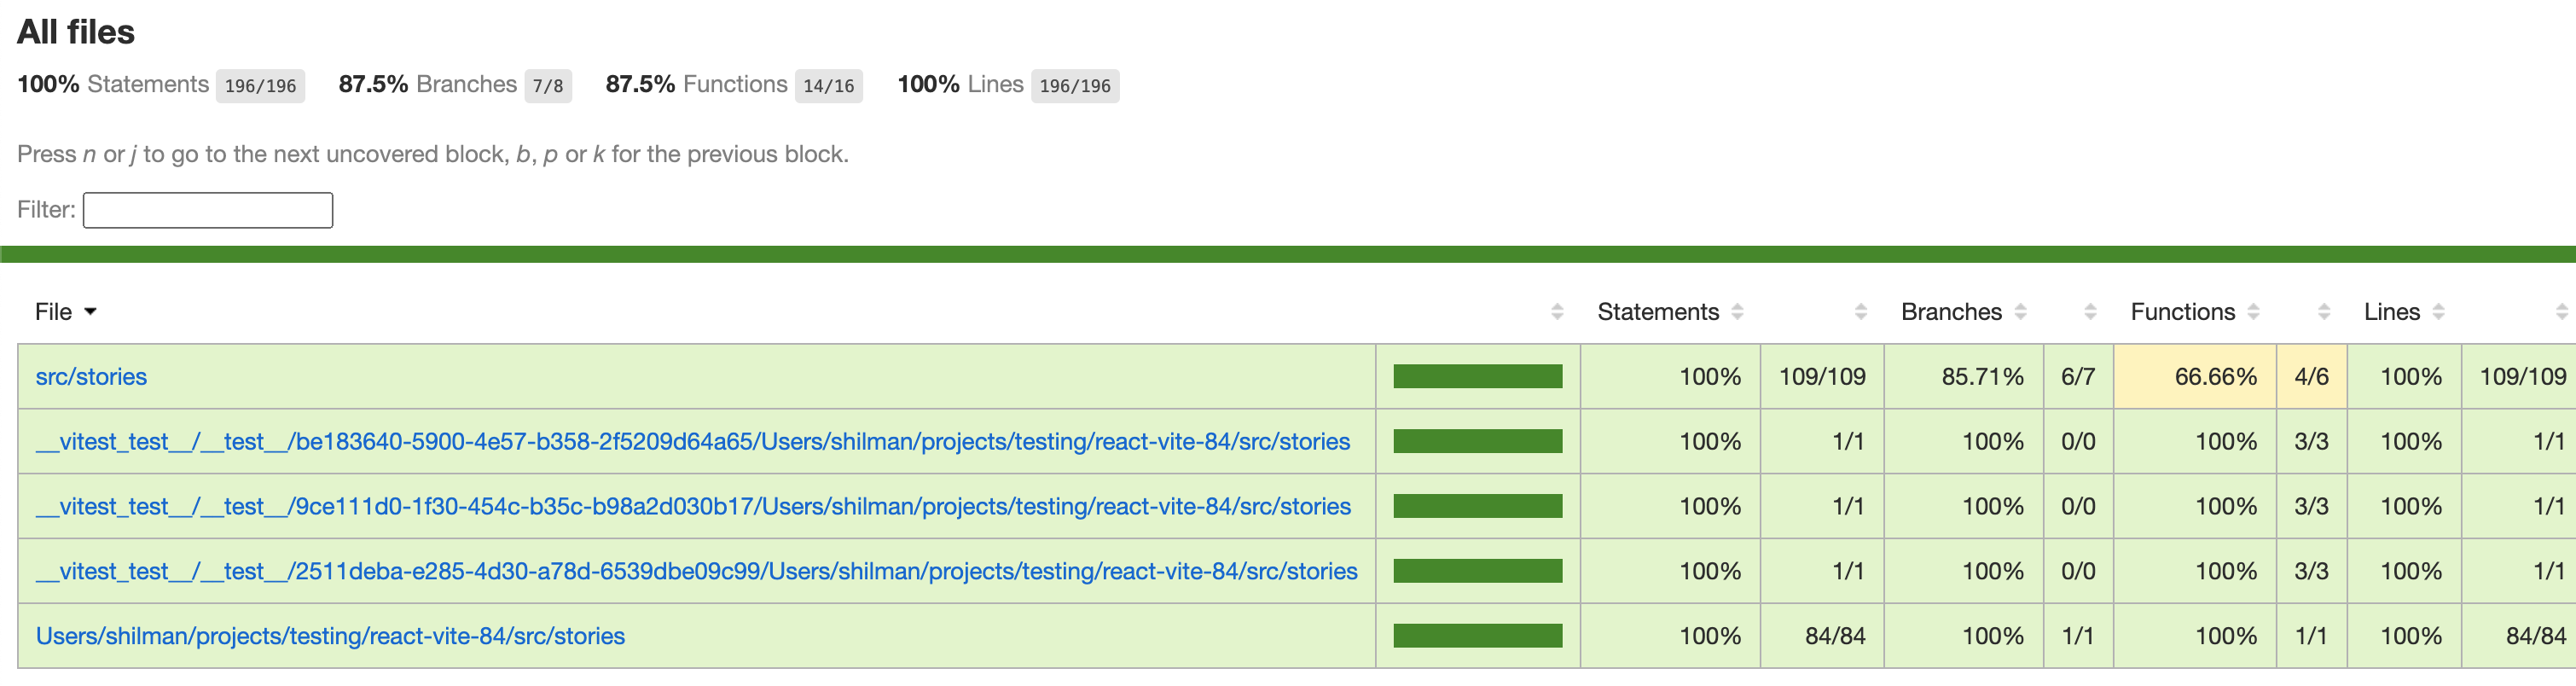 All files
100% Statements 196/196 87.5% Branches 7/8 87.5% Functions 14/16 100% Lines 196/196
Press n or j to go to the next uncovered block, b, p or k for the previous block.
Filter:
File Statements Branches Functions Lines
src/stories 100% 109/109 85.71% 6/7 66.66% 4/6 100% 109/109
__vitest_test__/__test__/be183640-5900-4e57-b358-2f5209d64a65/Users/shilman/projects/testing/react-vite-84/src/stories 100% 1/1 100% 0/0 100% 3/3 100% 1/1
__vitest_test__/__test__/9ce111d0-1f30-454c-b35c-b98a2d030b17/Users/shilman/projects/testing/react-vite-84/src/stories 100% 1/1 100% 0/0 100% 3/3 100% 1/1
__vitest_test__/__test__/2511deba-e285-4d30-a78d-6539dbe09c99/Users/shilman/projects/testing/react-vite-84/src/stories 100% 1/1 100% 0/0 100% 3/3 100% 1/1
Users/shilman/projects/testing/react-vite-84/src/stories 100% 84/84 100% 1/1 100% 1/1 100% 84/84